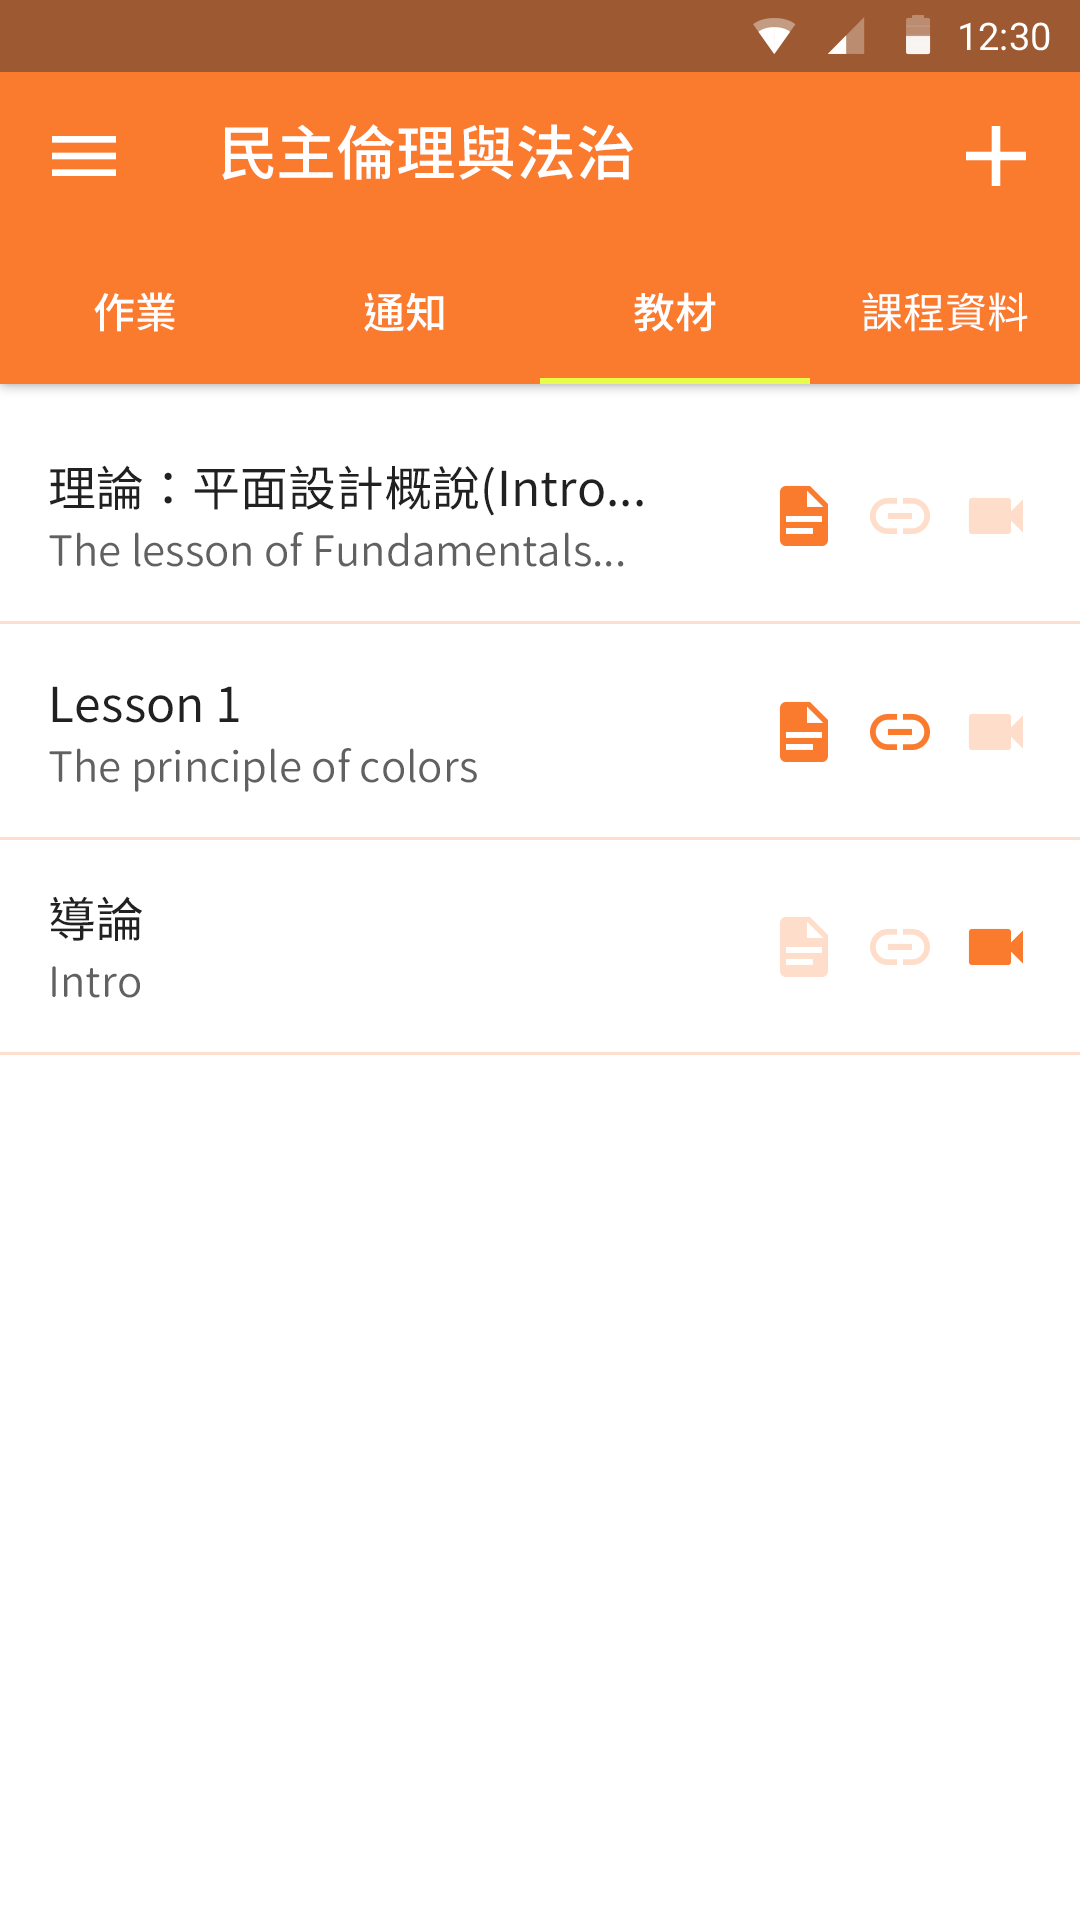 12:30
民主倫理與法治
作業 通知 教材 課程資料
理論：平面設計概說(Intro...
The lesson of Fundamentals...
Lesson 1
The principle of colors
導論
Intro